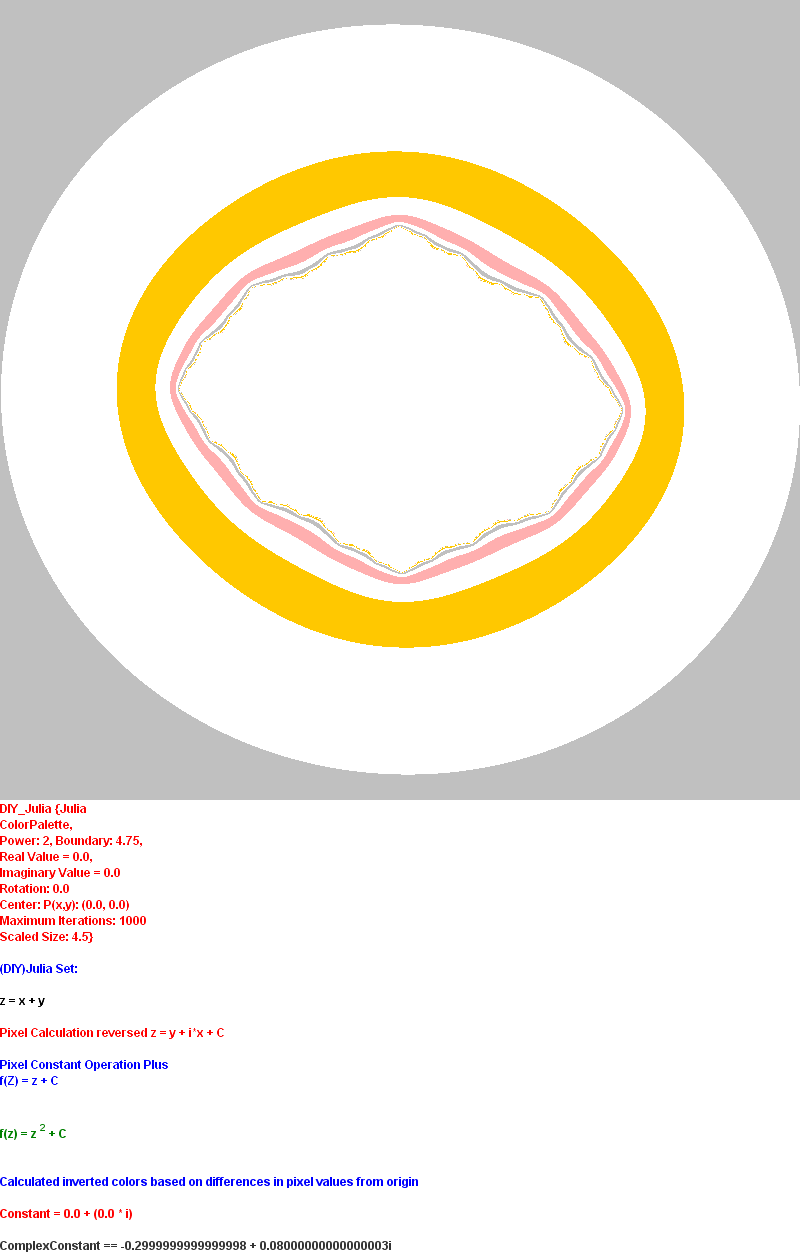 DIY_Julia {Julia
ColorPalette,
Power: 2, Boundary: 4.75,
Real Value = 0.0,
Imaginary Value = 0.0
Rotation: 0.0
Center: P(x,y): (0.0, 0.0)
Maximum Iterations: 1000
Scaled Size: 4.5}
(DIY)Julia Set:
z = x + y
Pixel Calculation reversed z = y + i*x + C
Pixel Constant Operation Plus
f(Z) = z + C
f(z) = z 2 + C
Calculated inverted colors based on differences in pixel values from origin
Constant = 0.0 + (0.0 * i)
ComplexConstant == -0.2999999999999998 + 0.08000000000000003i